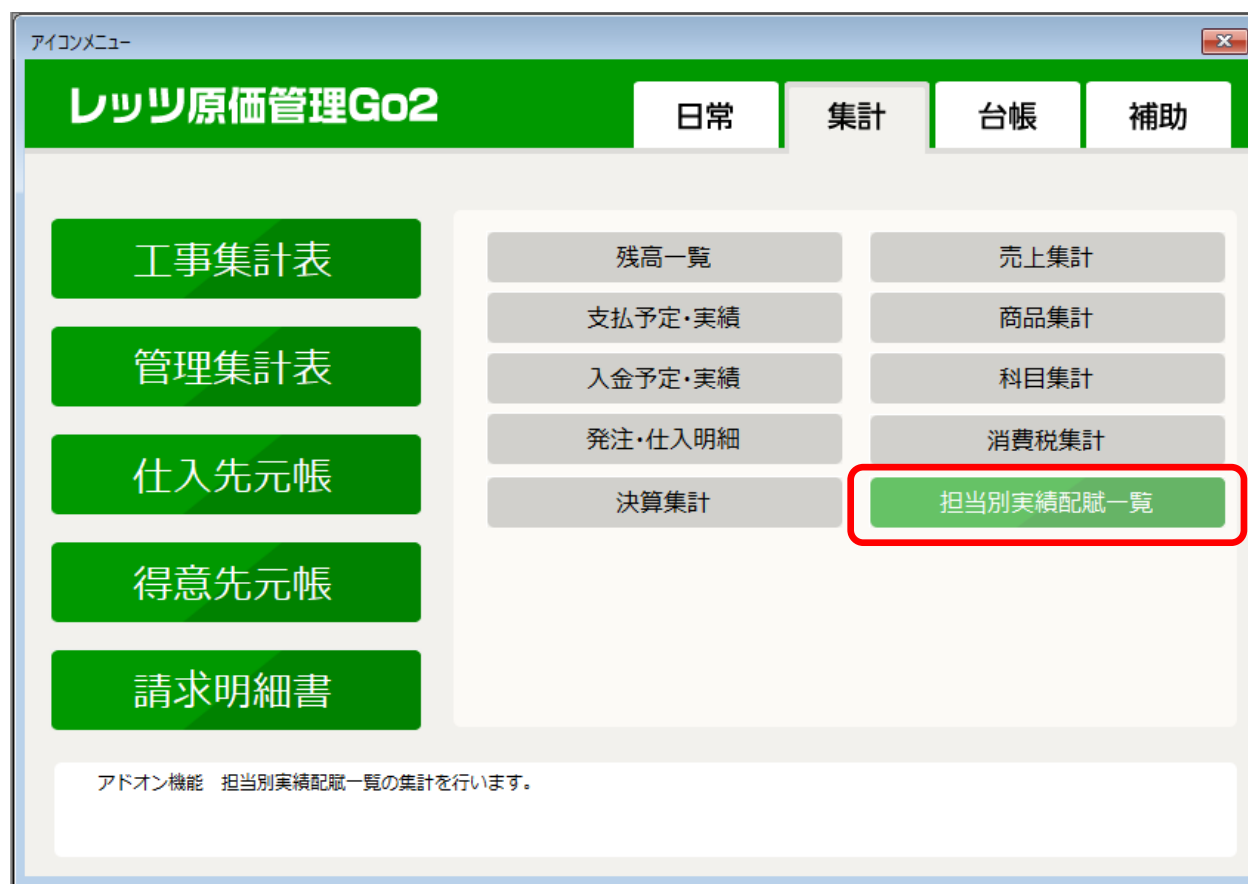 アイコンメニュー
レッツ原価管理Go2
日常
集計
台帳
補助
工事集計表
管理集計表
仕入先元帳
得意先元帳
請求明細書
残高一覧
売上集計
支払予定・実績
商品集計
入金予定・実績
科目集計
発注・仕入明細
消費税集計
決算集計
担当別実績配賦一覧
アドオン機能　担当別実績配賦一覧の集計を行います。